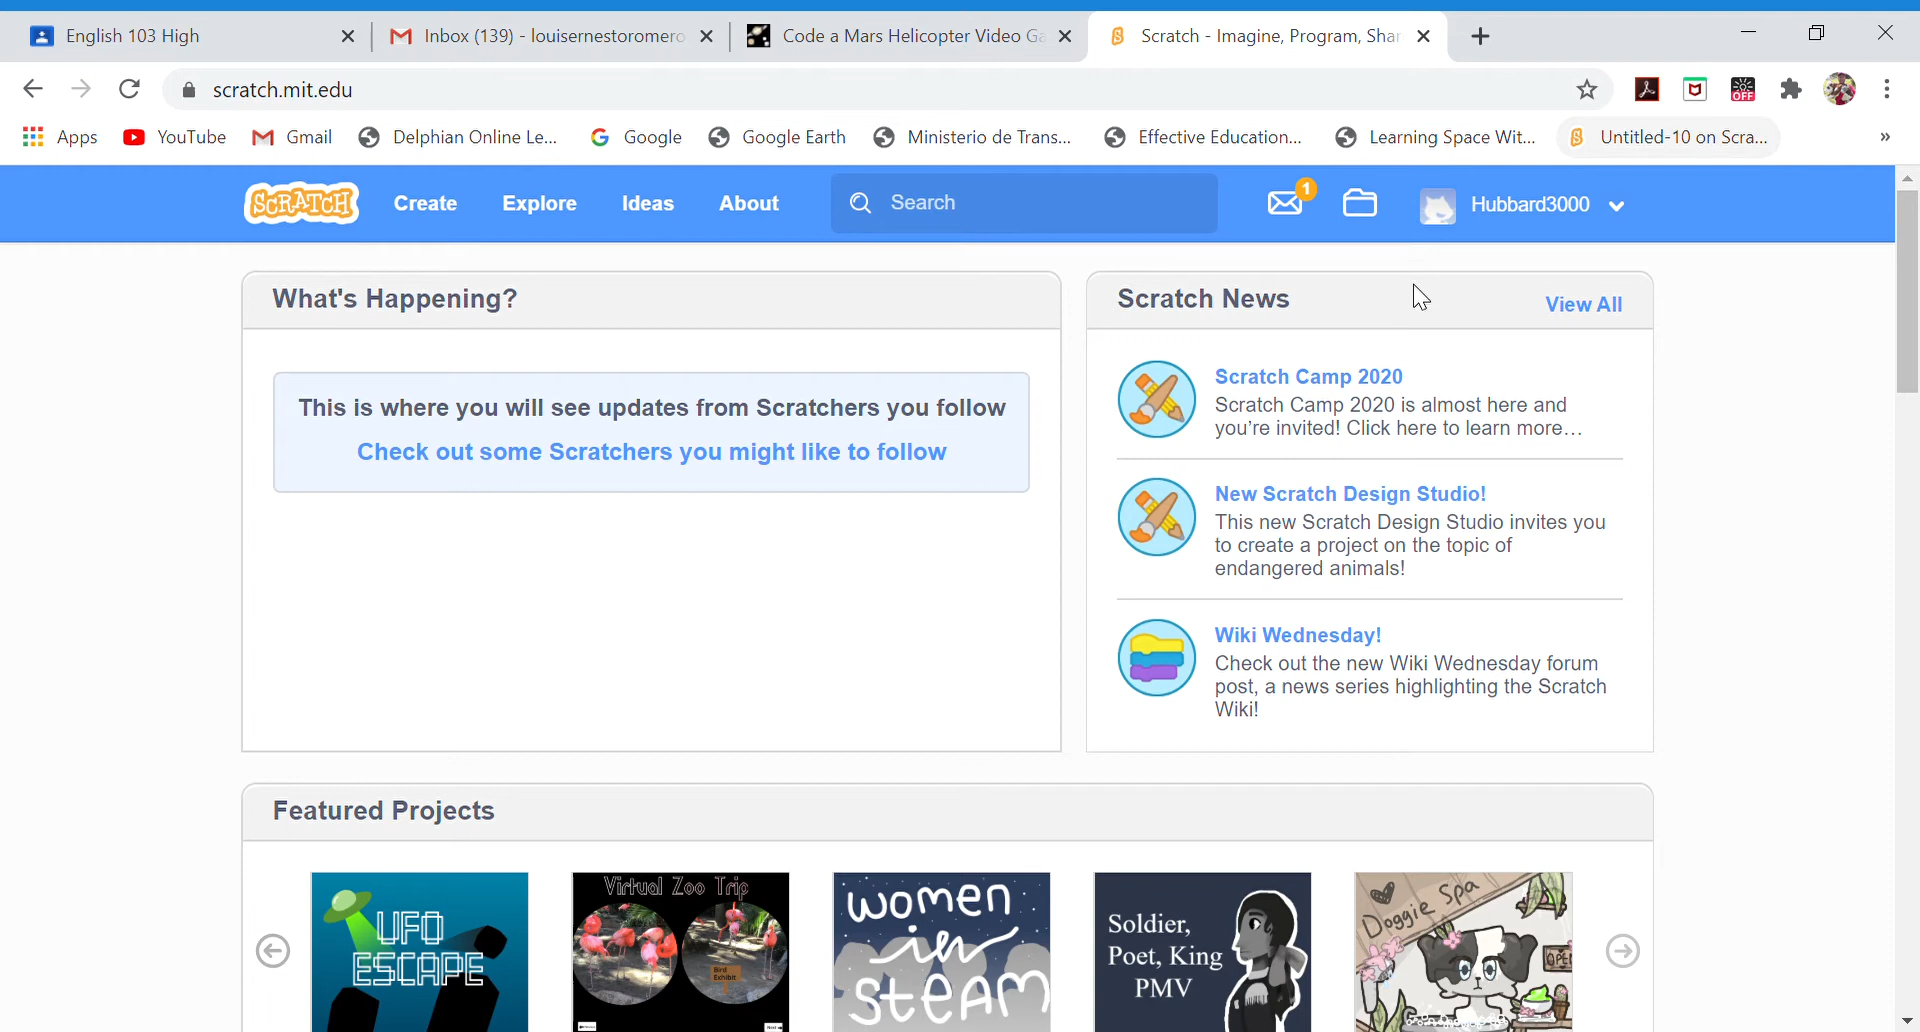 English 103 High
Inbox (139) - louisernestoromero
Code a Mars Helicopter Video Ga
Scratch - Imagine, Program, Shar
scratch.mit.edu
OFF
Apps
YouTube
Gmail
Delphian Online Le...
Google
Google Earth
Ministerio de Trans...
Effective Education...
Learning Space Wit...
Untitled-10 on Scra...
»
SCRATCH
Create
Explore
Ideas
About
Search
1
Hubbard3000
What's Happening?
This is where you will see updates from Scratchers you follow
Check out some Scratchers you might like to follow
Scratch News
View All
Scratch Camp 2020
Scratch Camp 2020 is almost here and
you're invited! Click here to learn more…
New Scratch Design Studio!
This new Scratch Design Studio invites you
to create a project on the topic of
endangered animals!
Wiki Wednesday!
Check out the new Wiki Wednesday forum
post, a news series highlighting the Scratch
Wiki!
Featured Projects
UFO
ESCAPE
Virtual Zoo Trip
Bird
Exhibit
women
in
STEAM
Soldier,
Poet, King
PMV
Doggie Spa
OPEN